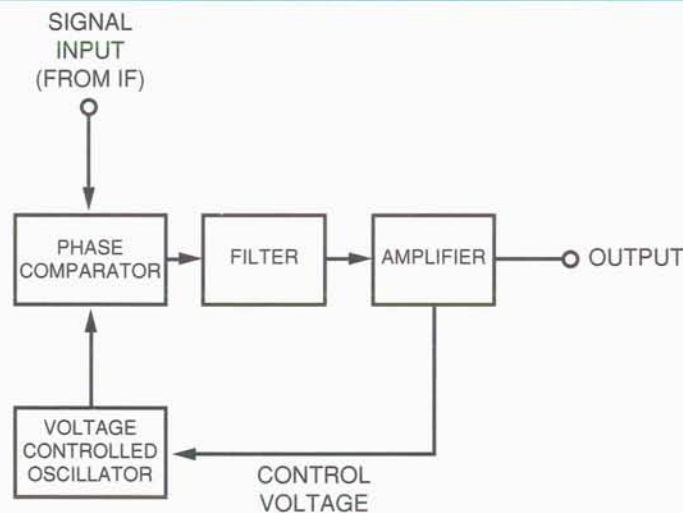 SIGNAL
INPUT
(FROM IF)
PHASE
COMPARATOR
FILTER
AMPLIFIER
OUTPUT
VOLTAGE
CONTROLLED
OSCILLATOR
CONTROL
VOLTAGE